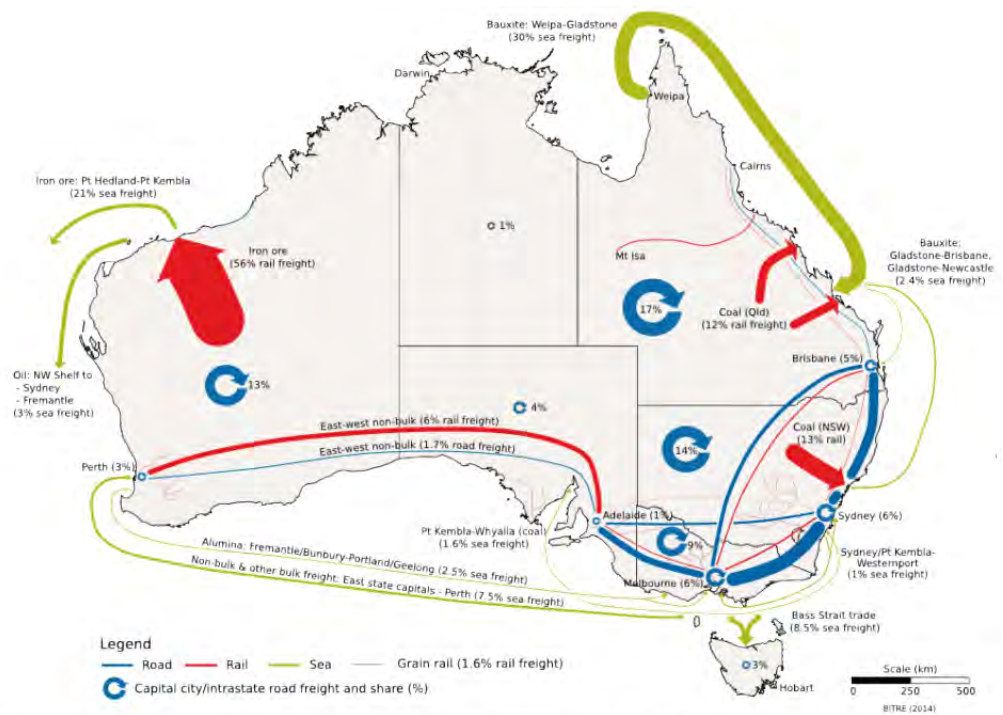 Bauxite: Weipa-Gladstone
(30% sea freight)
Darwin
Weipa
Cairns
Iron ore: Pt Hedland-Pt Kembla
(21% sea freight)
1%
Iron ore
(56% rail freight)
Mt Isa
Bauxite:
Gladstone-Brisbane,
Gladstone-Newcastle
(2.4% sea freight)
17%
Coal (Qld)
(12% rail freight)
Oil: NW Shelf to
- Sydney
- Fremantle
(3% sea freight)
13%
Brisbane (5%)
4%
East-west non-bulk (6% rail freight)
East-west non-bulk (1.7% road freight)
Coal (NSW)
(13% rail)
14%
Perth (3%)
Adelaide (1%)
Sydney (6%)
Pt Kembla-Whyalla (coal)
(1.6% sea freight)
9%
Alumina: Fremantle/Bunbury-Portland/Geelong (2.5% sea freight)
Non-bulk & other bulk freight: East state capitals - Perth (7.5% sea freight)
Melbourne (6%)
Sydney/Pt Kembla-
Westernport
(1% sea freight)
Bass Strait trade
(8.5% sea freight)
Legend
Road
Rail
Sea
Grain rail (1.6% rail freight)
Capital city/intrastate road freight and share (%)
3%
Hobart
Scale (km)
0 250 500
BITRE (2014)